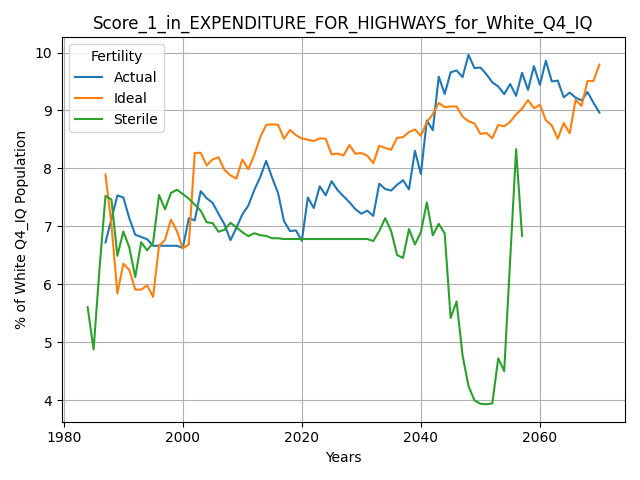 Score_1_in_EXPENDITURE_FOR_HIGHWAYS_for_White_Q4_IQ
Fertility
Actual
Ideal
Sterile
% of White Q4_IQ Population
10
9
8
7
6
5
4
1980 2000 2020 2040 2060
Years